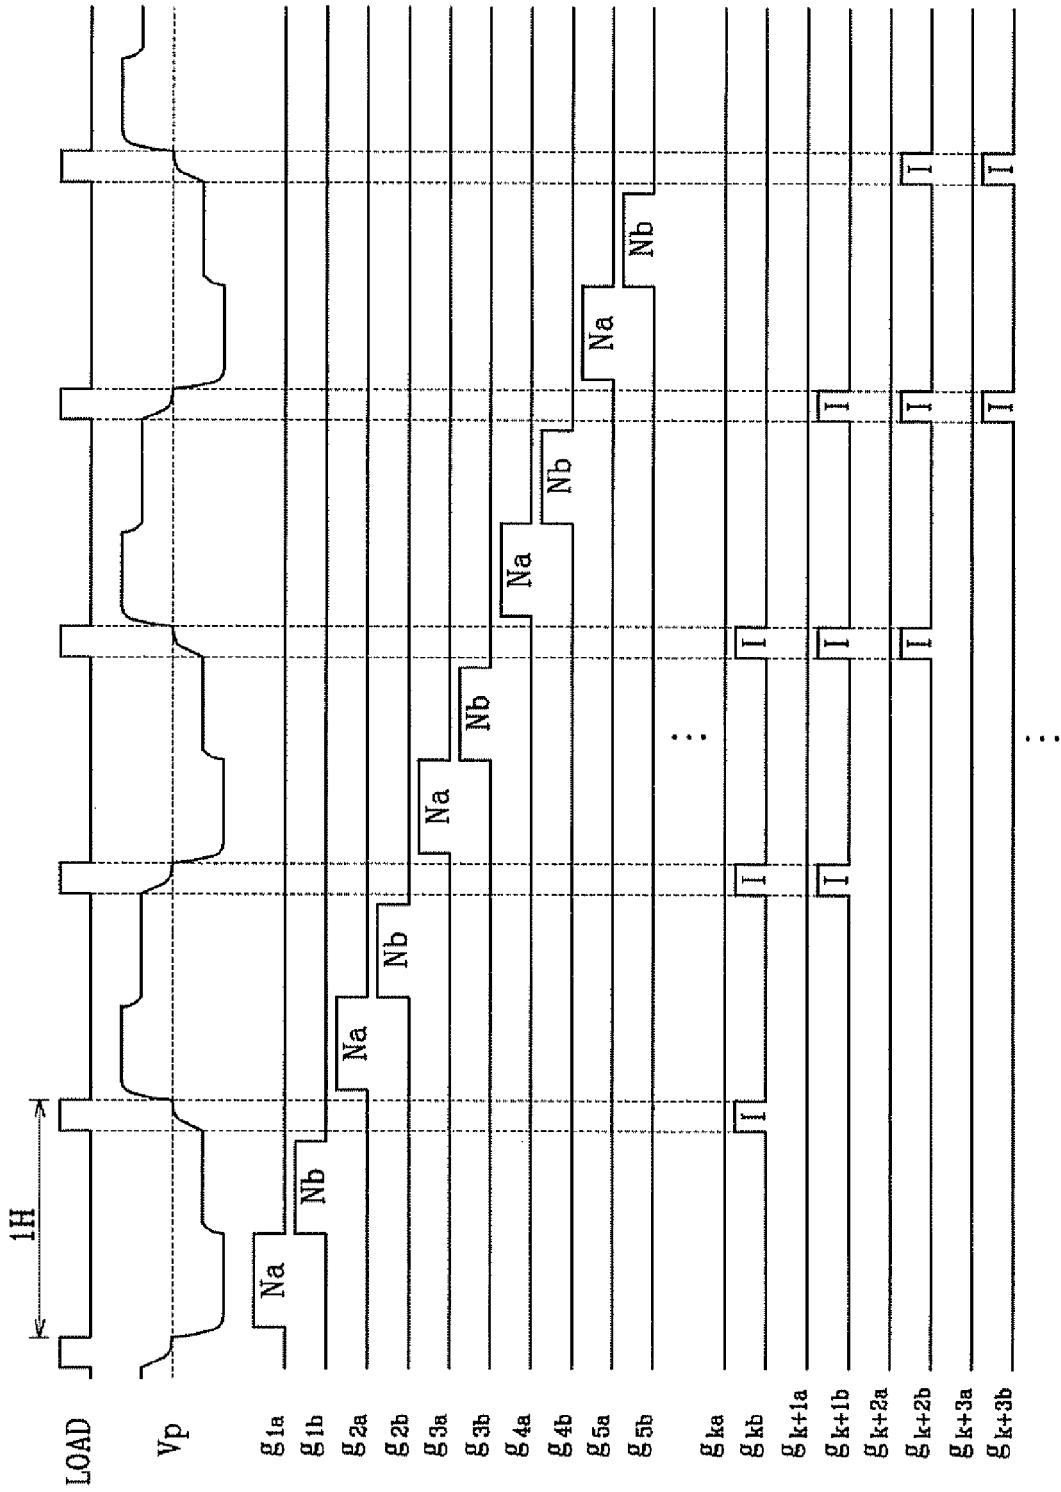 1H
LOAD
Vp
g1a Na
g1b Nb
g2a Na
g2b Nb
g3a Na
g3b Nb
g4a Na
g4b Nb
g5a Na
g5b Nb
...
gka
gkb I I I
gk+1a
gk+1b I I I
gk+2a
gk+2b I I I
gk+3a
gk+3b I I
...